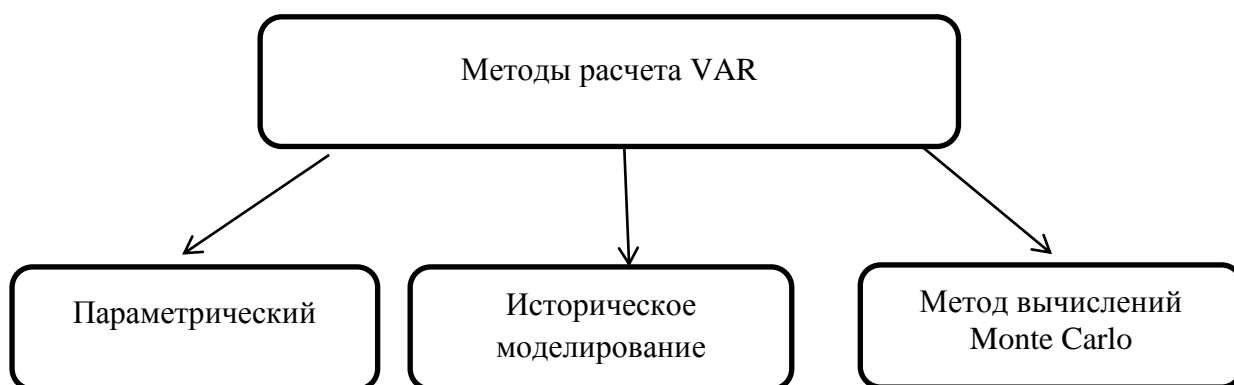 Методы расчета VAR
Параметрический
Историческое
моделирование
Метод вычислений
Monte Carlo